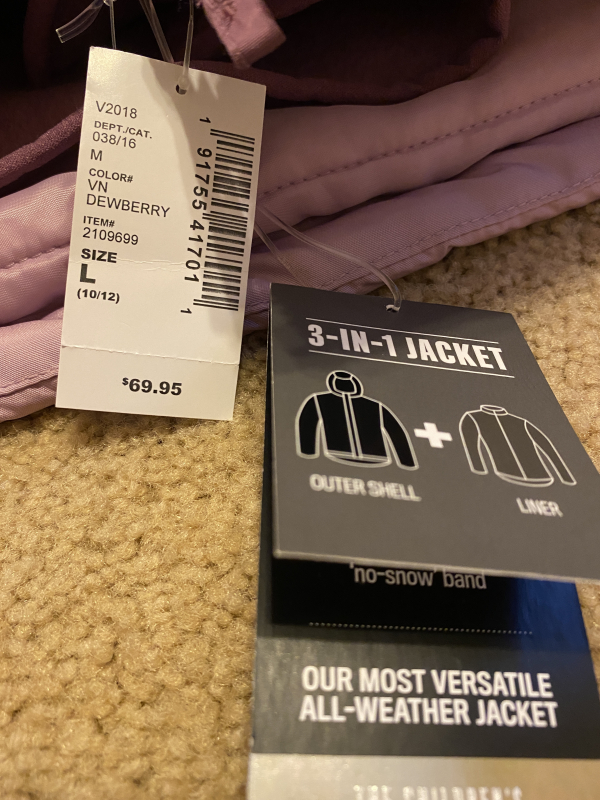 V2018
DEPT./CAT.
038/16
M
COLOR#
VN
DEWBERRY
ITEM#
2109699
SIZE
L
(10/12)
1 91755 41701 1
$69.95
3-IN-1 JACKET
OUTER SHELL
+
LINER
'no-snow' band
OUR MOST VERSATILE
ALL-WEATHER JACKET